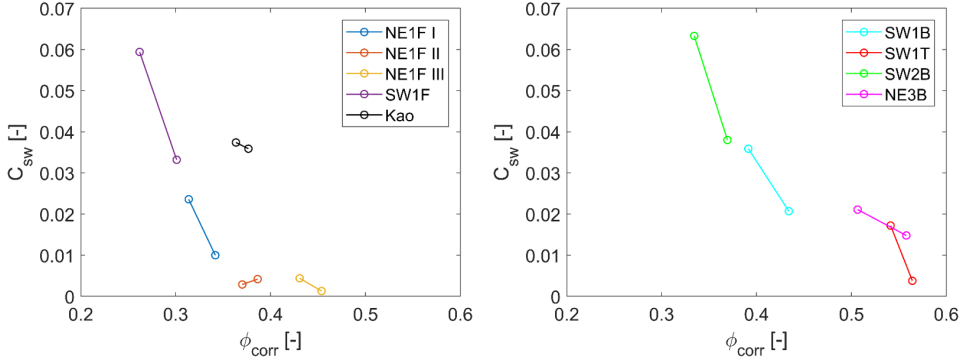 0.07
0.06
0.05
0.04
0.03
0.02
0.01
0
C_sw [-]
0.2
0.3
0.4
0.5
0.6
ϕ_corr [-]
NE1F I
NE1F II
NE1F III
SW1F
Kao
0.07
0.06
0.05
0.04
0.03
0.02
0.01
0
C_sw [-]
0.2
0.3
0.4
0.5
0.6
ϕ_corr [-]
SW1B
SW1T
SW2B
NE3B